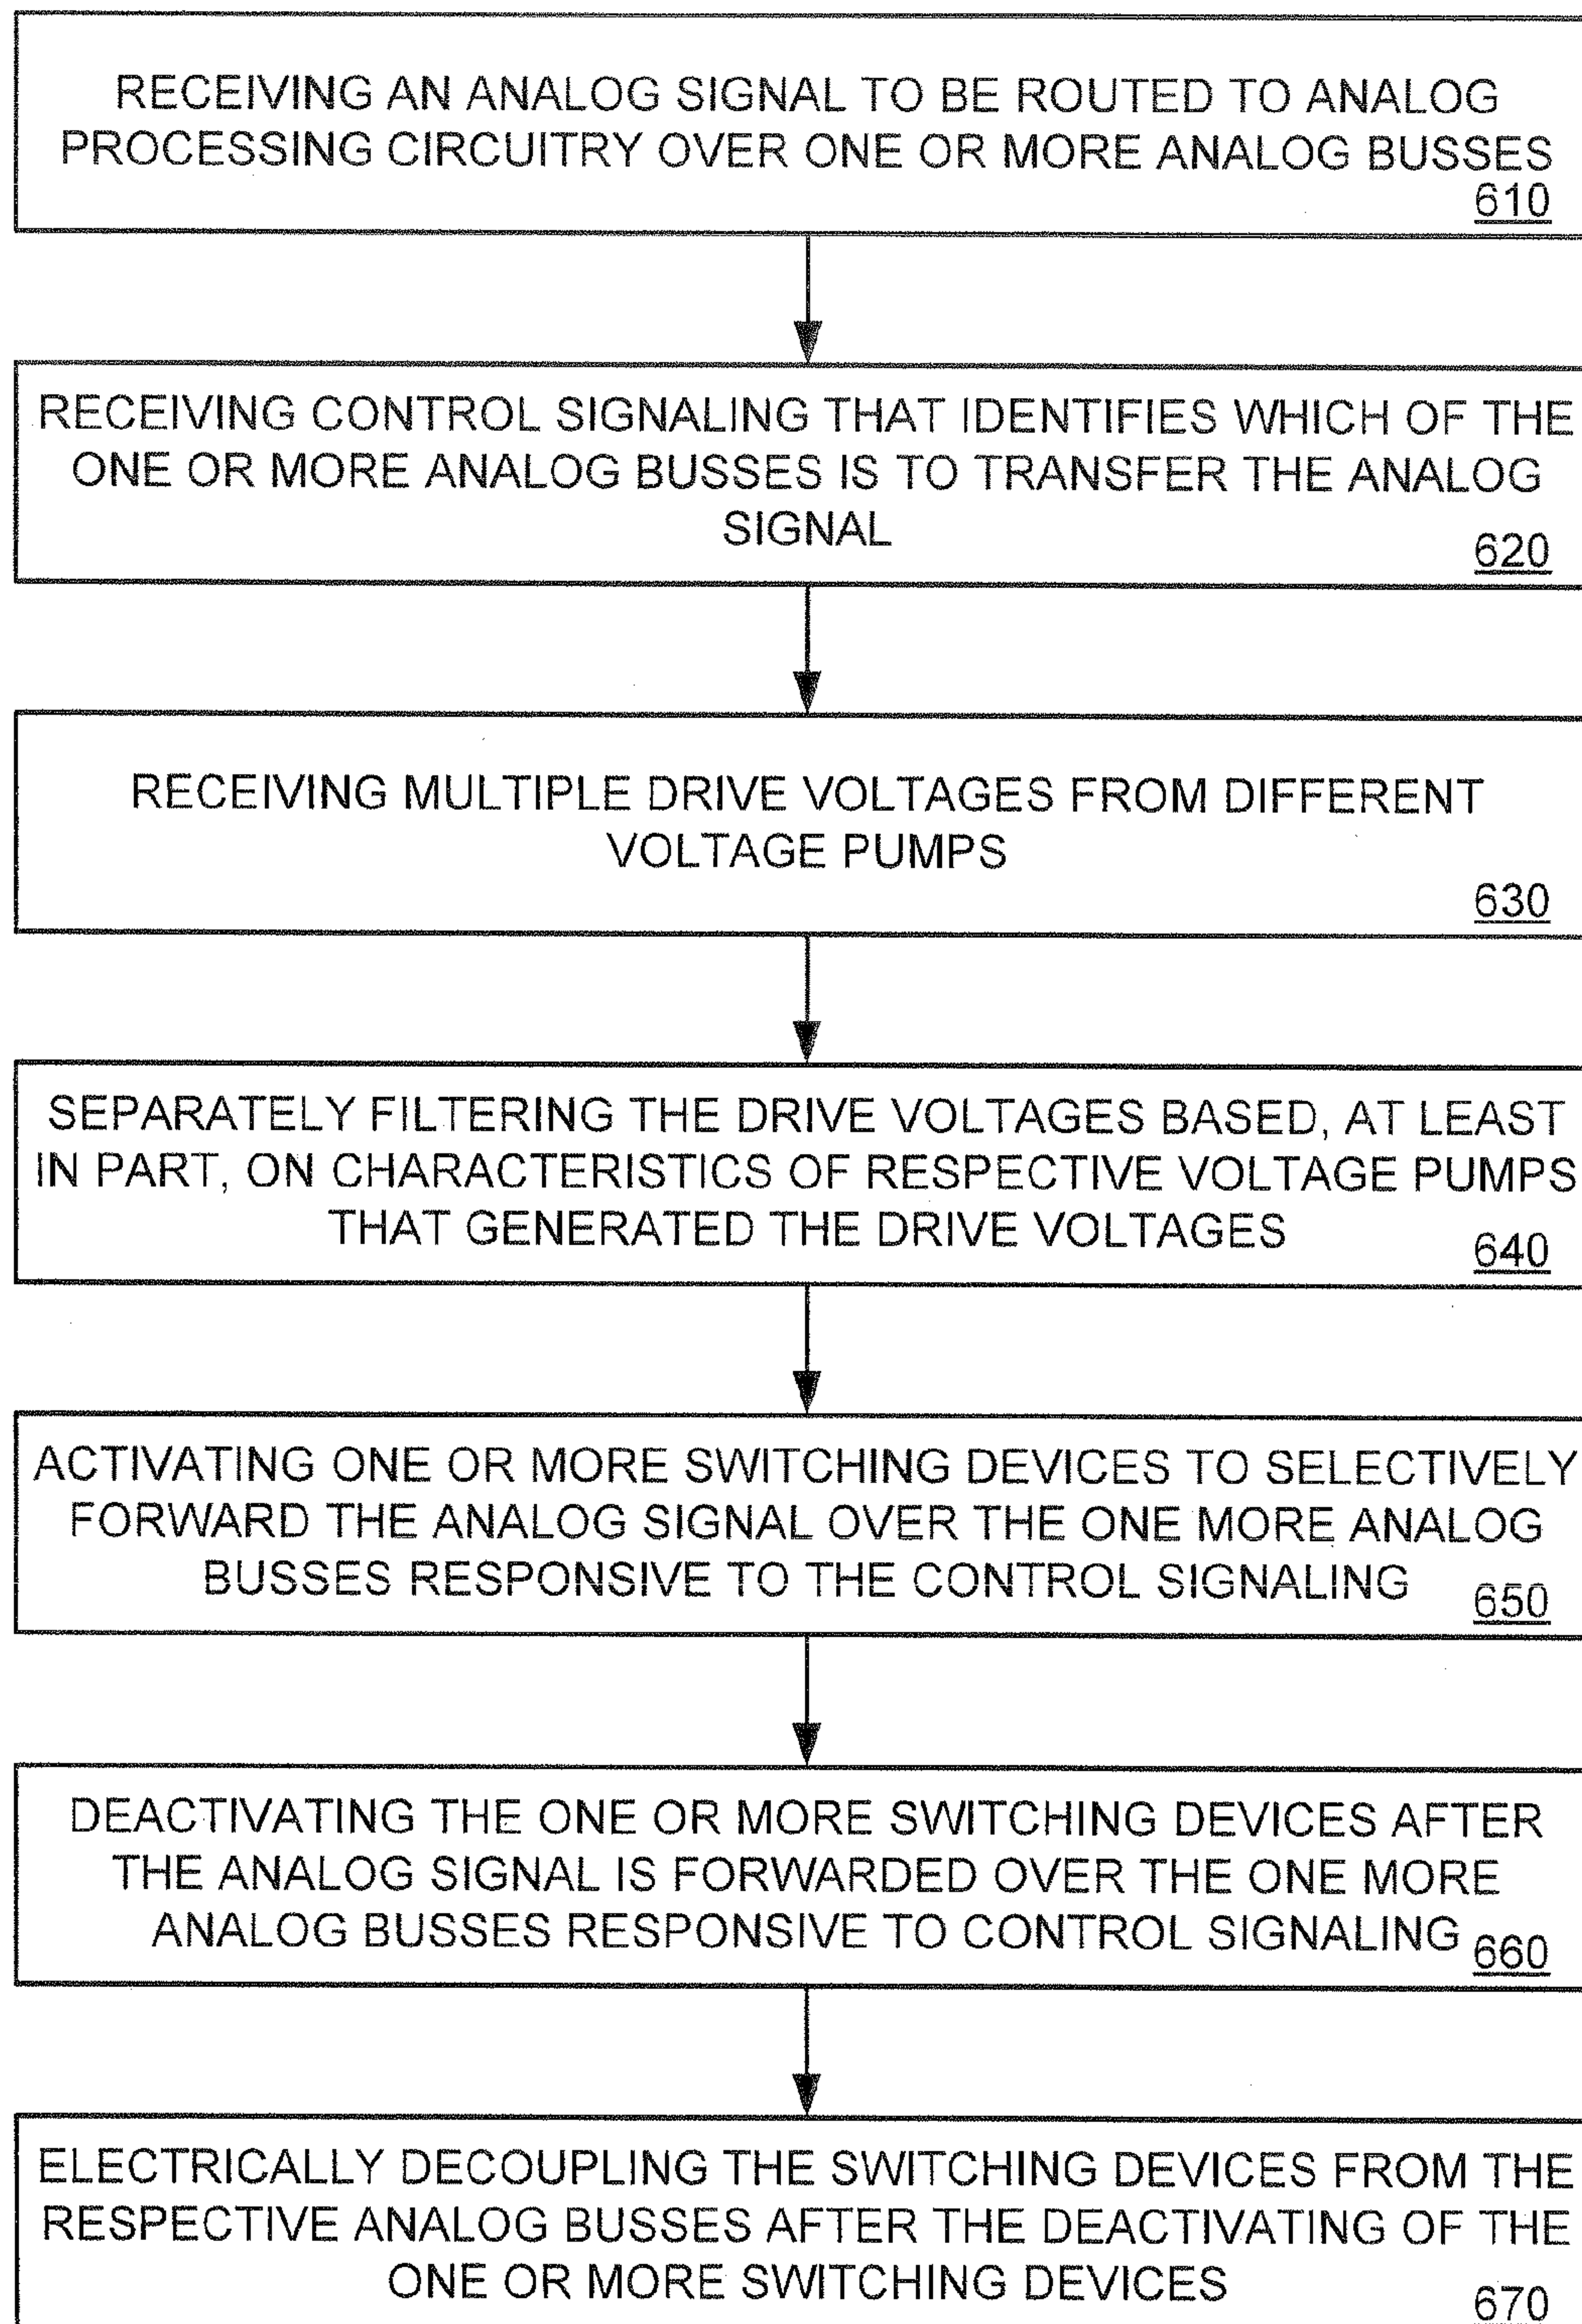 RECEIVING AN ANALOG SIGNAL TO BE ROUTED TO ANALOG
PROCESSING CIRCUITRY OVER ONE OR MORE ANALOG BUSSES
610
RECEIVING CONTROL SIGNALING THAT IDENTIFIES WHICH OF THE
ONE OR MORE ANALOG BUSSES IS TO TRANSFER THE ANALOG
SIGNAL
620
RECEIVING MULTIPLE DRIVE VOLTAGES FROM DIFFERENT
VOLTAGE PUMPS
630
SEPARATELY FILTERING THE DRIVE VOLTAGES BASED, AT LEAST
IN PART, ON CHARACTERISTICS OF RESPECTIVE VOLTAGE PUMPS
THAT GENERATED THE DRIVE VOLTAGES
640
ACTIVATING ONE OR MORE SWITCHING DEVICES TO SELECTIVELY
FORWARD THE ANALOG SIGNAL OVER THE ONE MORE ANALOG
BUSSES RESPONSIVE TO THE CONTROL SIGNALING
650
DEACTIVATING THE ONE OR MORE SWITCHING DEVICES AFTER
THE ANALOG SIGNAL IS FORWARDED OVER THE ONE MORE
ANALOG BUSSES RESPONSIVE TO CONTROL SIGNALING
660
ELECTRICALLY DECOUPLING THE SWITCHING DEVICES FROM THE
RESPECTIVE ANALOG BUSSES AFTER THE DEACTIVATING OF THE
ONE OR MORE SWITCHING DEVICES
670